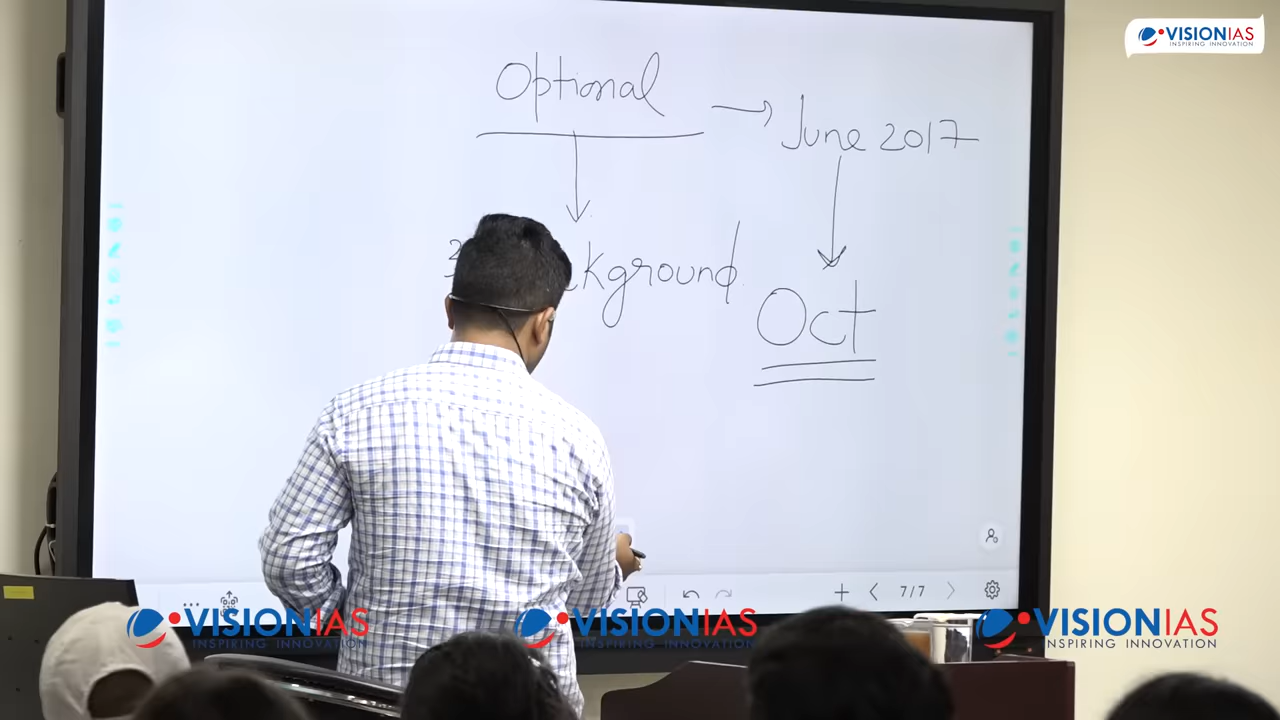 VISIONIAS
INSPIRING INNOVATION
Optional
June 2017
kground
Oct
7/7
VISIONIAS
INSPIRING INNOVATION
VISIONIAS
INSPIRING INNOVATION
VISIONIAS
INSPIRING INNOVATION